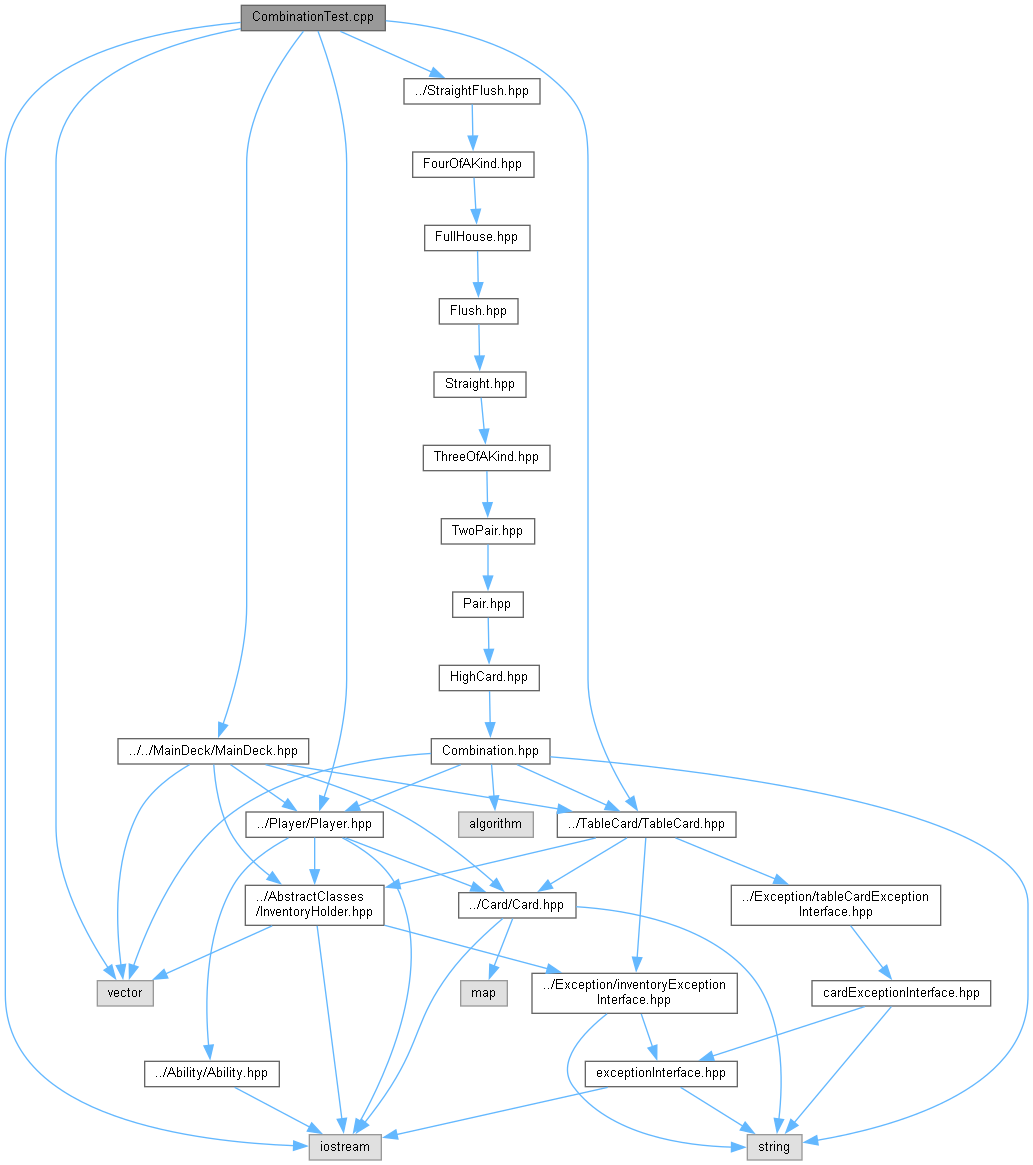 CombinationTest.cpp
../StraightFlush.hpp
FourOfAKind.hpp
FullHouse.hpp
Flush.hpp
Straight.hpp
ThreeOfAKind.hpp
TwoPair.hpp
Pair.hpp
HighCard.hpp
../../MainDeck/MainDeck.hpp
Combination.hpp
../Player/Player.hpp
algorithm
../TableCard/TableCard.hpp
../AbstractClasses
/InventoryHolder.hpp
../Card/Card.hpp
../Exception/tableCardException
Interface.hpp
vector
map
../Exception/inventoryException
Interface.hpp
cardExceptionInterface.hpp
../Ability/Ability.hpp
exceptionInterface.hpp
iostream
string